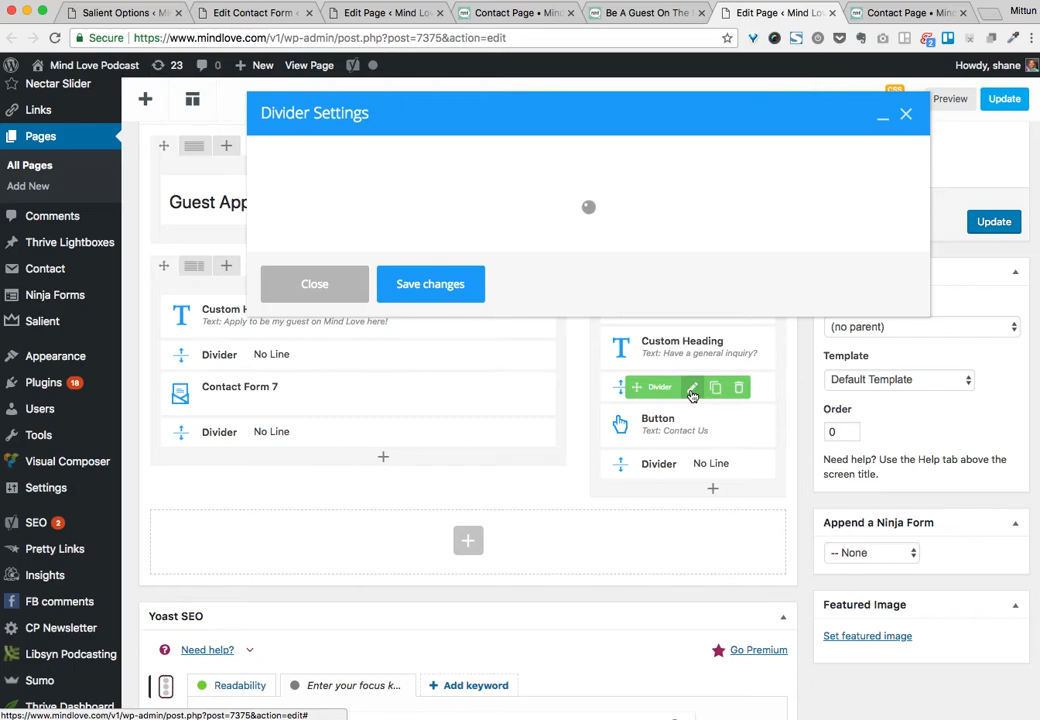 Salient Options ‹ M
Edit Contact Form ‹
Edit Page ‹ Mind Lo
Contact Page • Min
Be A Guest On The
Edit Page ‹ Mind Lo
Contact Page • Mind
Mittun
Secure
https://www.mindlove.com/v1/wp-admin/post.php?post=7375&action=edit
2
Mind Love Podcast
23
1
New
View Page
Howdy, shane
Nectar Slider
Links
Pages
All Pages
Add New
Comments
Thrive Lightboxes
Contact
Ninja Forms
Salient
Appearance
Plugins 18
Users
Tools
Visual Composer
Settings
SEO 2
Pretty Links
Insights
FB comments
CP Newsletter
Libsyn Podcasting
Sumo
Thrive Dashboard
CSS
Preview
Update
Divider Settings
Close
Save changes
Guest App
Custom H
Text: Apply to be my guest on Mind Love here!
Divider No Line
Contact Form 7
Divider No Line
Custom Heading
Text: Have a general inquiry?
Divider
Button
Text: Contact Us
Divider No Line
Update
(no parent)
Template
Default Template
Order
0
Need help? Use the Help tab above the
screen title.
Append a Ninja Form
-- None
Featured Image
Set featured image
Yoast SEO
Need help?
Go Premium
Readability
Enter your focus k...
Add keyword
https://www.mindlove.com/v1/wp-admin/post.php?post=7375&action=edit#